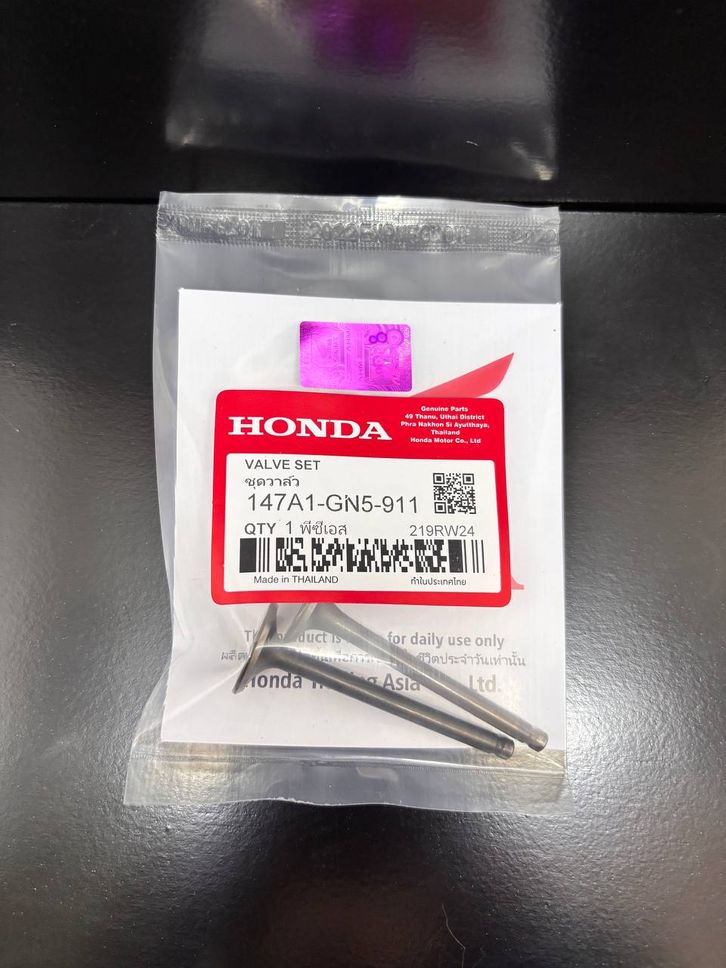 HONDA
Genuine Parts
49 Thanu, Uthai District
Phra Nakhon Si Ayutthaya,
Thailand
Honda Motor Co., Ltd
VALVE SET
ชุดวาล์ว
147A1-GN5-911
QTY 1 พีซีเอส 219RW24
Made in THAILAND ทำในประเทศไทย
for daily use only
ชีวิตประจำวันเท่านั้น
Asia Ltd.